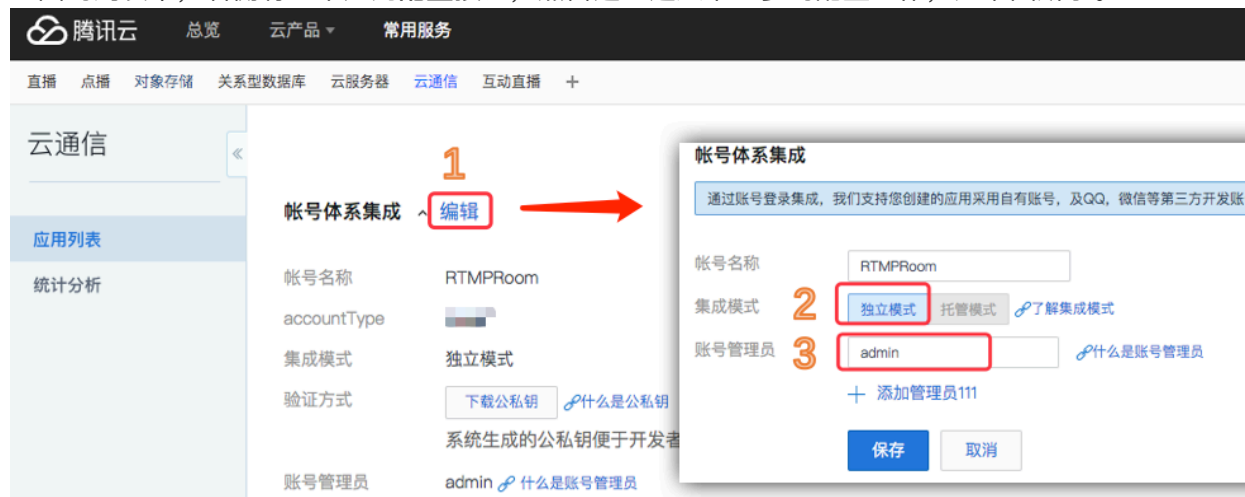 腾讯云 总览 云产品 常用服务
直播 点播 对象存储 关系型数据库 云服务器 云通信 互动直播 +
云通信
应用列表
统计分析
1
帐号体系集成 编辑
帐号名称 RTMPRoom
accountType
集成模式 独立模式
验证方式 下载公私钥 什么是公私钥
系统生成的公私钥便于开发者
账号管理员 admin 什么是账号管理员
帐号体系集成
通过账号登录集成，我们支持您创建的应用采用自有账号，及QQ，微信等第三方开发账
帐号名称 RTMPRoom
集成模式 2 独立模式 托管模式 了解集成模式
账号管理员 3 admin 什么是账号管理员
+ 添加管理员111
保存 取消